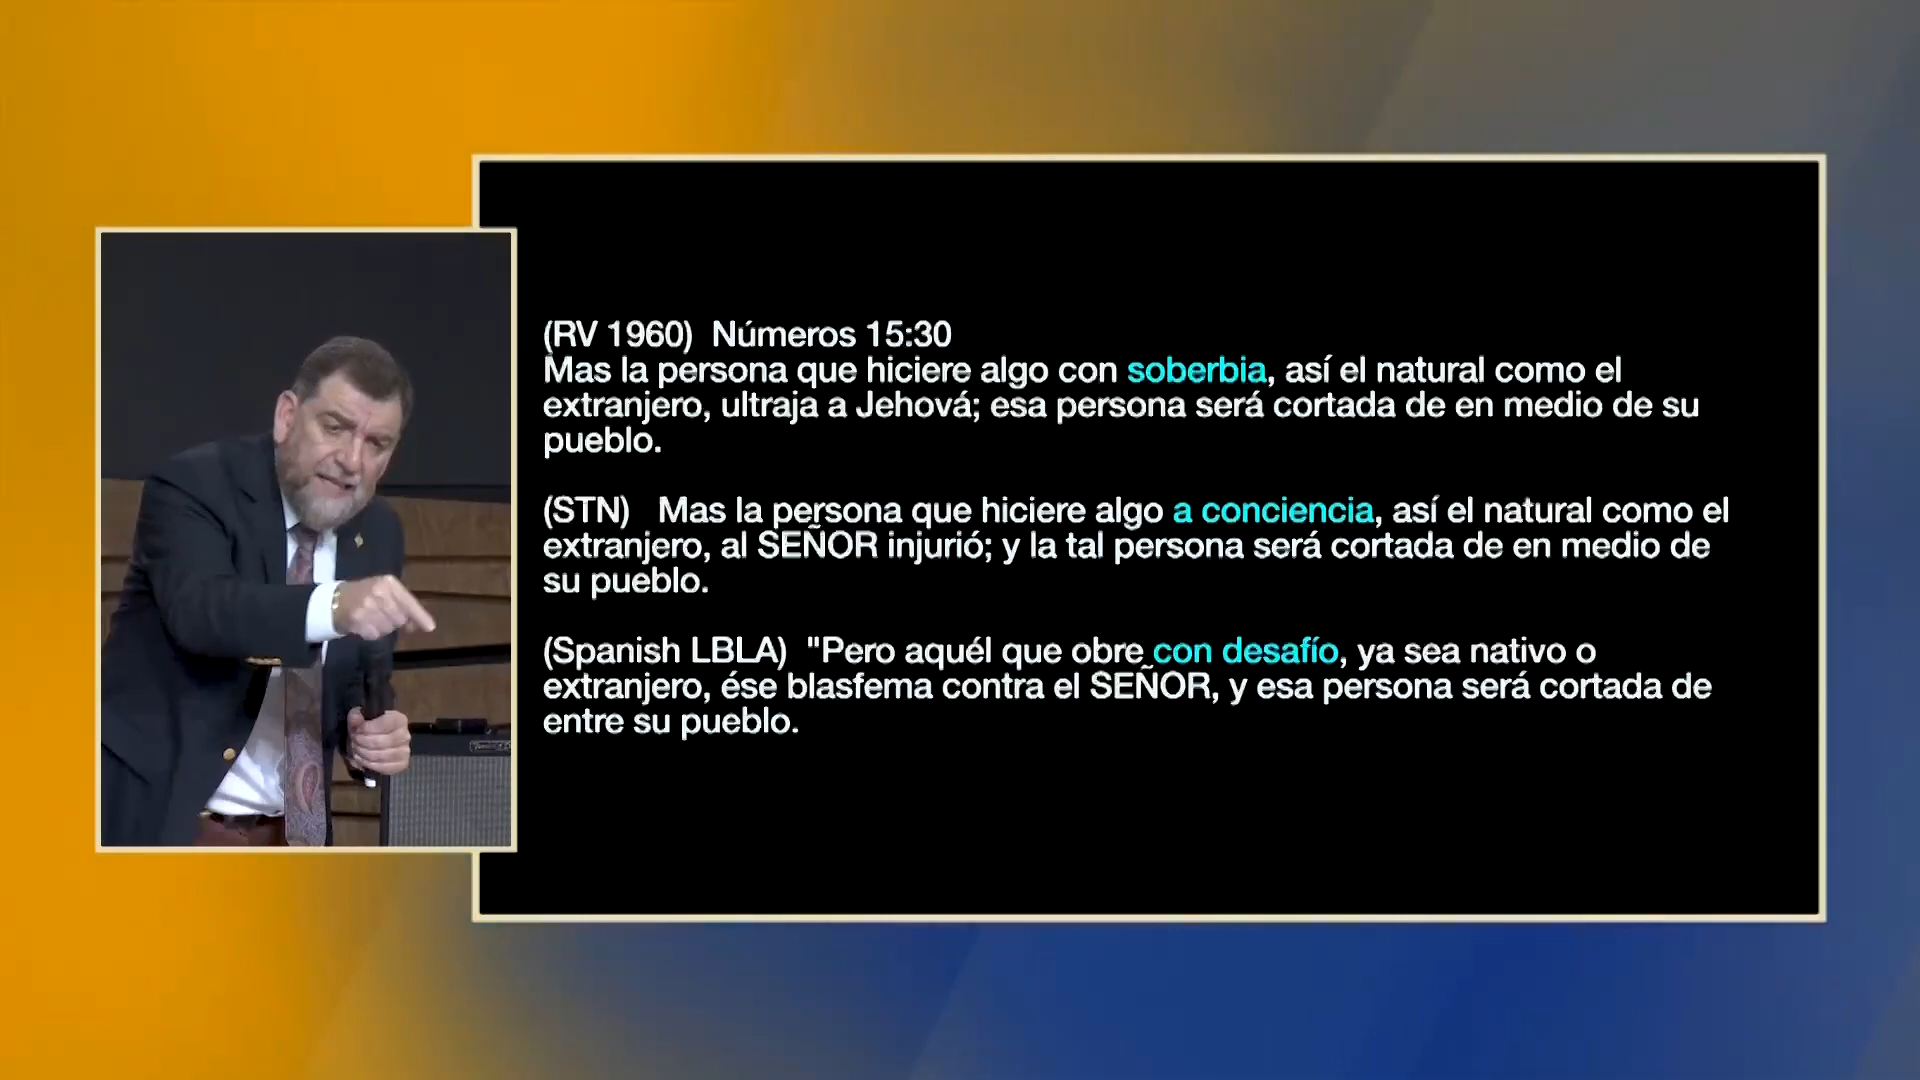 (RV 1960)  Números 15:30
Mas la persona que hiciere algo con soberbia, así el natural como el
extranjero, ultraja a Jehová; esa persona será cortada de en medio de su
pueblo.
(STN)   Mas la persona que hiciere algo a conciencia, así el natural como el
extranjero, al SEÑOR injurió; y la tal persona será cortada de en medio de
su pueblo.
(Spanish LBLA)  "Pero aquél que obre con desafío, ya sea nativo o
extranjero, ése blasfema contra el SEÑOR, y esa persona será cortada de
entre su pueblo.